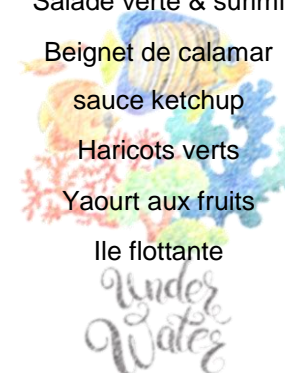 Salade verte & surimi
Beignet de calamar
sauce ketchup
Haricots verts
Yaourt aux fruits
Ile flottante
Under
Water